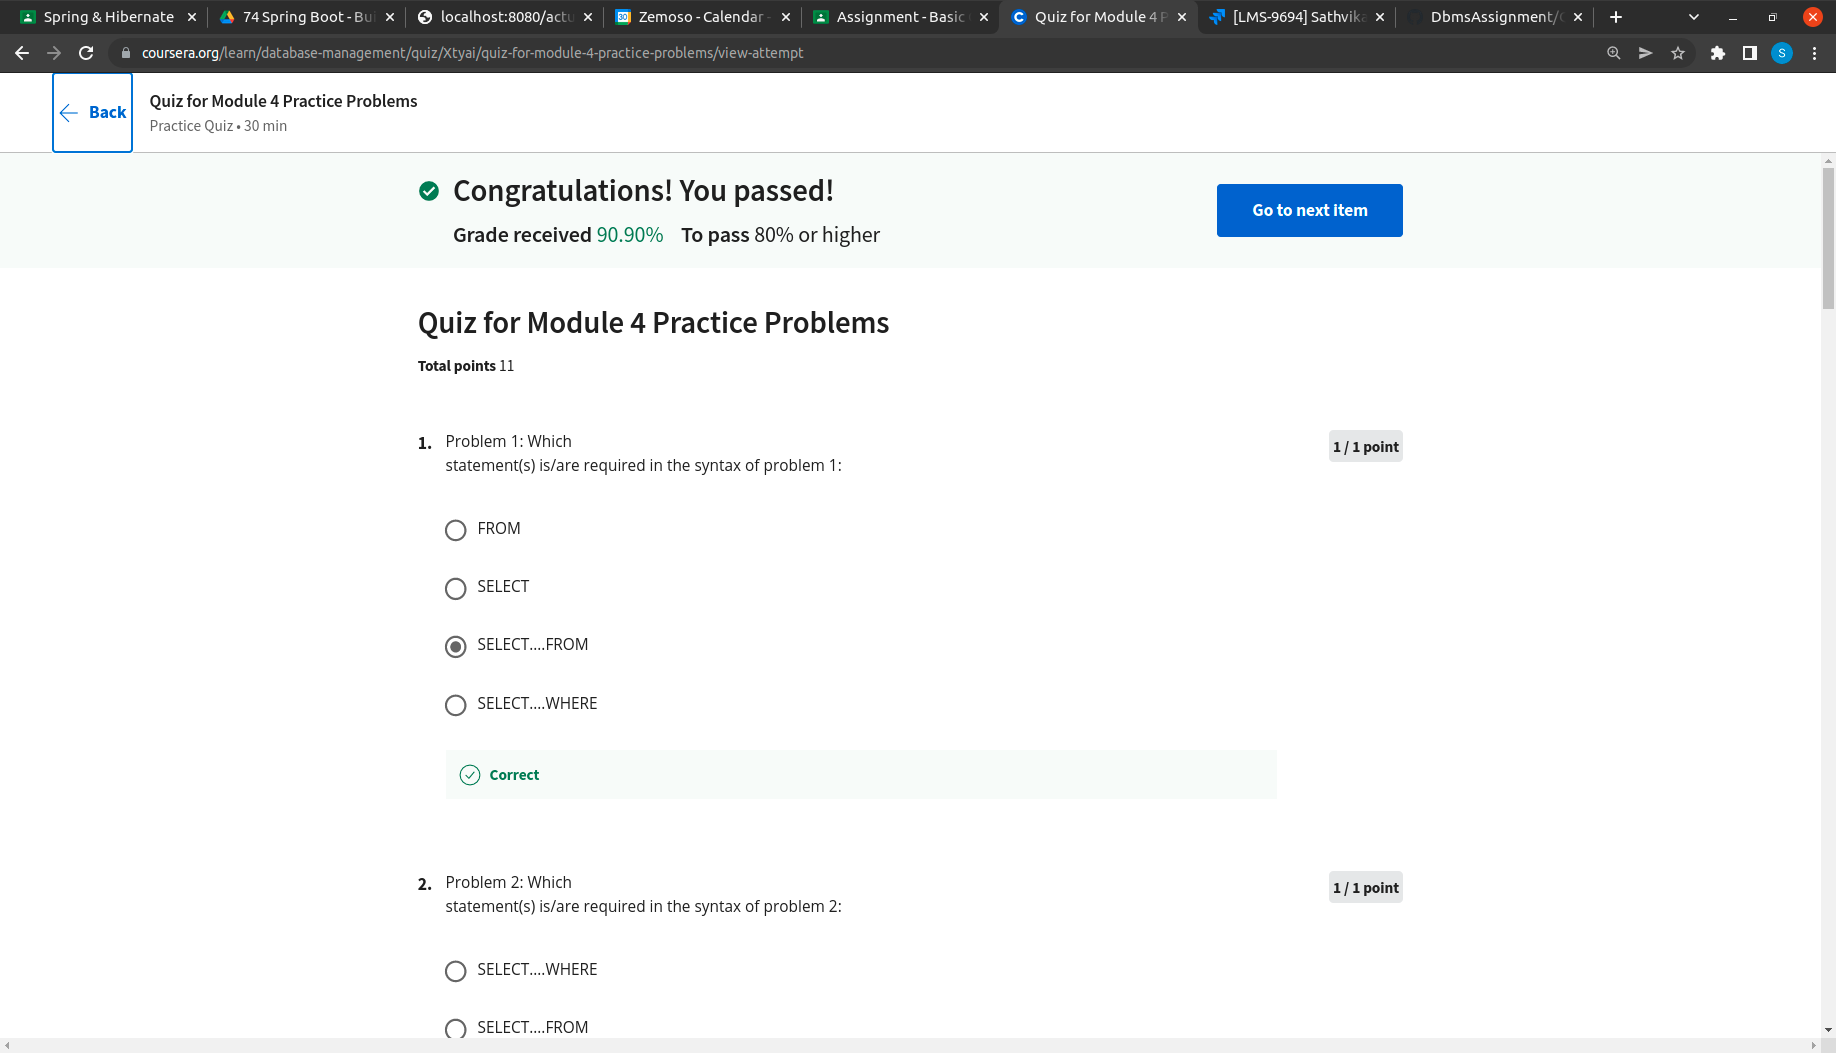 Spring & Hibernate
74 Spring Boot - Bui
localhost:8080/actu
Zemoso - Calendar -
Assignment - Basic
Quiz for Module 4 P
[LMS-9694] Sathvika
DbmsAssignment/
coursera.org/learn/database-management/quiz/Xtyai/quiz-for-module-4-practice-problems/view-attempt
S
Back
Quiz for Module 4 Practice Problems
Practice Quiz • 30 min
Congratulations! You passed!
Grade received 90.90% To pass 80% or higher
Go to next item
Quiz for Module 4 Practice Problems
Total points 11
1. Problem 1: Which
statement(s) is/are required in the syntax of problem 1:
1 / 1 point
FROM
SELECT
SELECT....FROM
SELECT....WHERE
Correct
2. Problem 2: Which
statement(s) is/are required in the syntax of problem 2:
1 / 1 point
SELECT....WHERE
SELECT....FROM